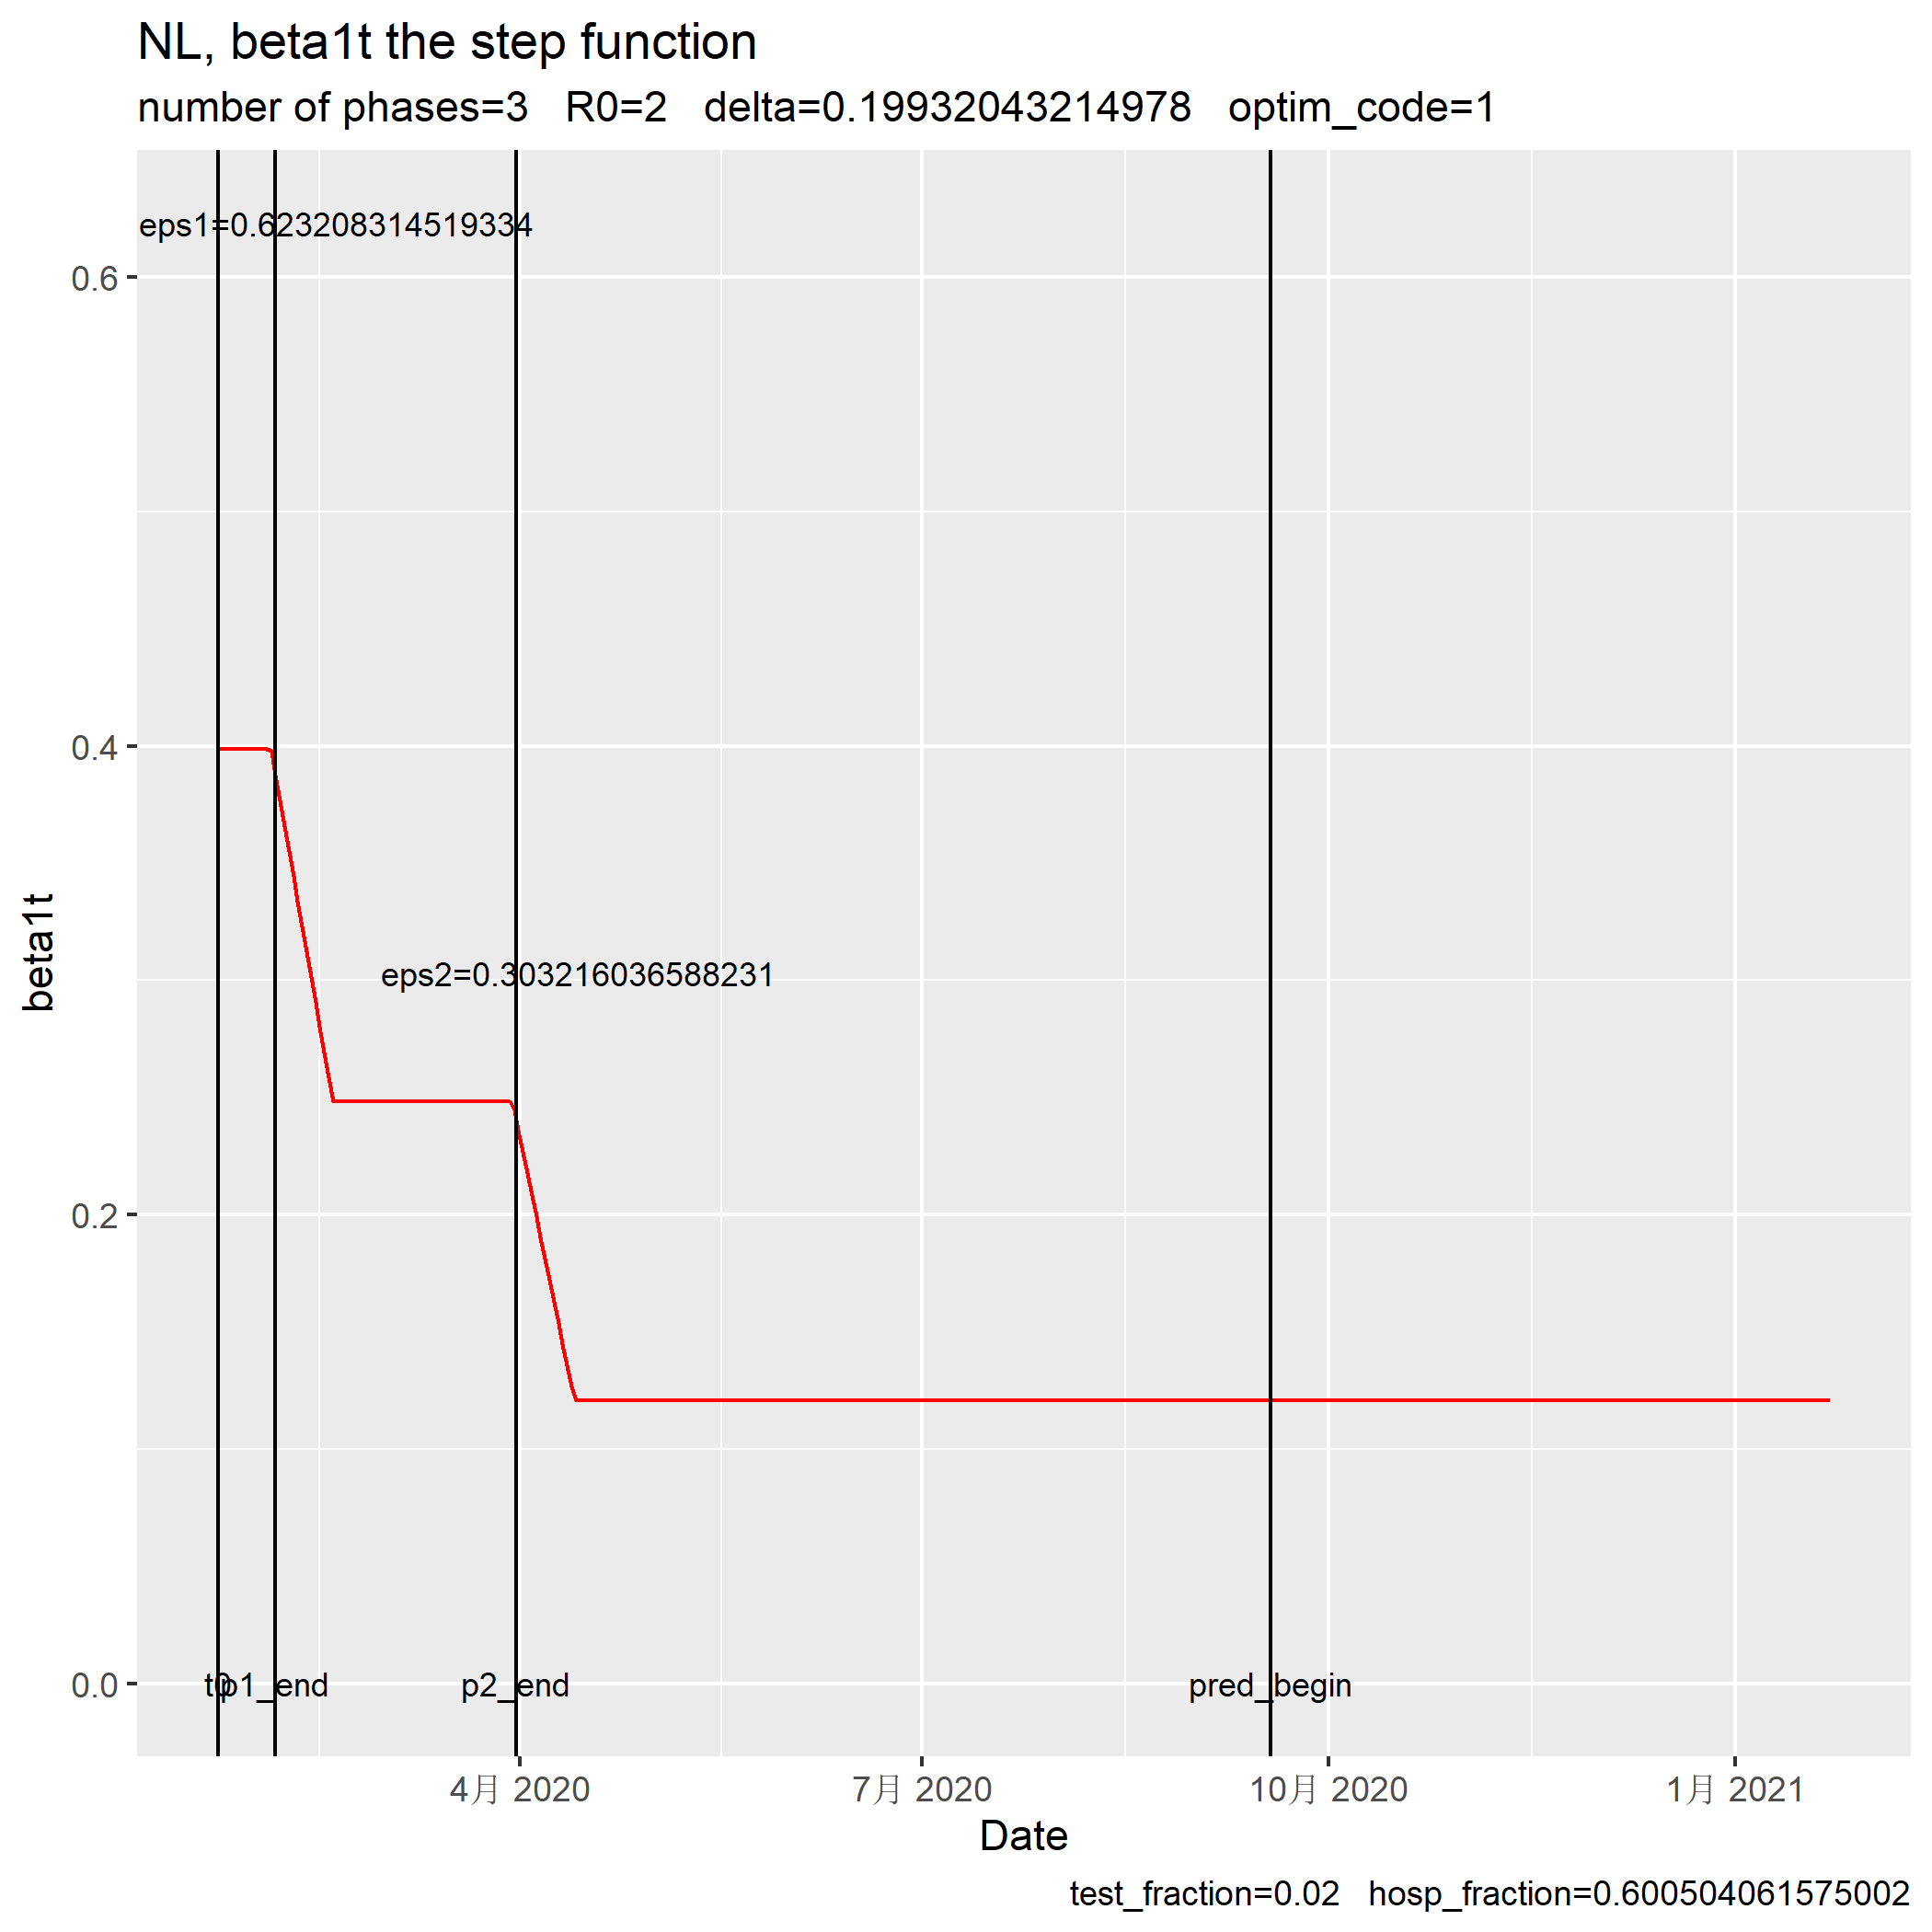 NL, beta1t the step function
number of phases=3   R0=2   delta=0.19932043214978   optim_code=1
eps1=0.623208314519334
0.6
0.4
beta1t
eps2=0.303216036588231
0.2
0.0
t0
p1_end
p2_end
pred_begin
4月 2020
7月 2020
10月 2020
1月 2021
Date
test_fraction=0.02   hosp_fraction=0.600504061575002